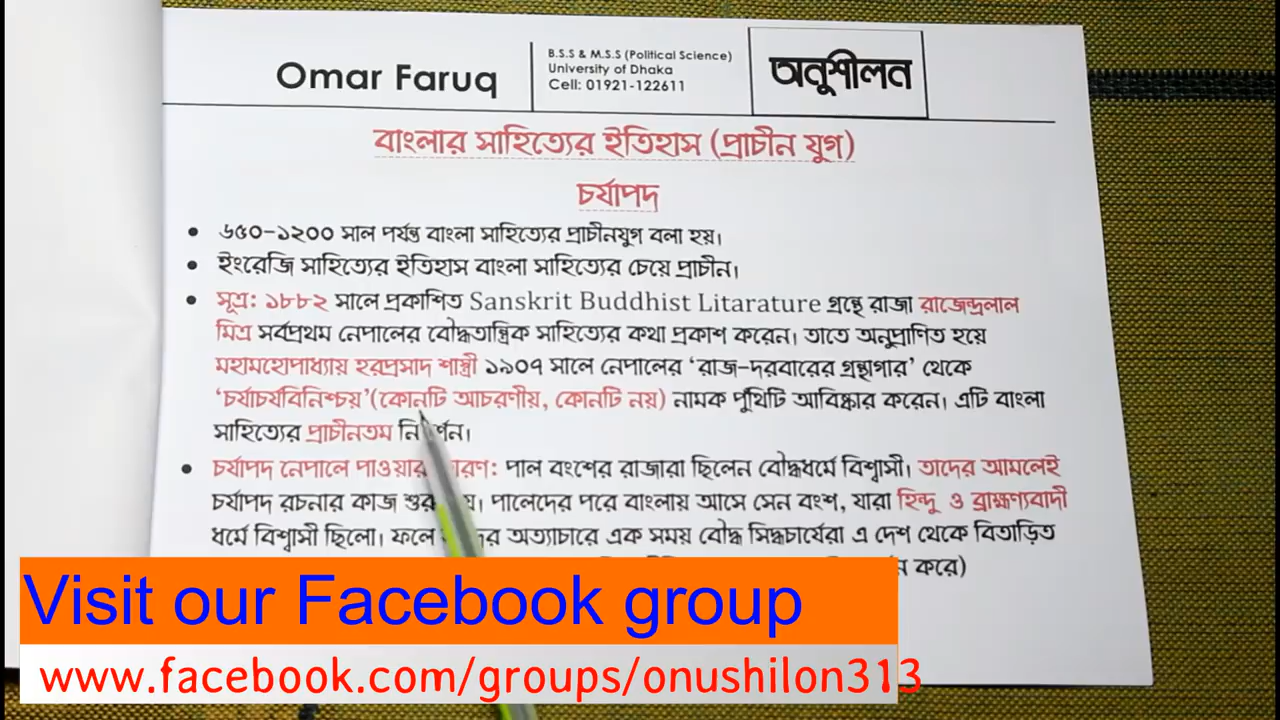 Omar Faruq
B.S.S & M.S.S (Political Science)
University of Dhaka
Cell: 01921-122611
অনুশীলন
বাংলার সাহিত্যের ইতিহাস (প্রাচীন যুগ)
চর্যাপদ
• ৬৫০-১২০০ সাল পর্যন্ত বাংলা সাহিত্যের প্রাচীনযুগ বলা হয়।
• ইংরেজি সাহিত্যের ইতিহাস বাংলা সাহিত্যের চেয়ে প্রাচীন।
• সূত্র: ১৮৮২ সালে প্রকাশিত Sanskrit Buddhist Litarature গ্রন্থে রাজা রাজেন্দ্রলাল
মিত্র সর্বপ্রথম নেপালের বৌদ্ধতান্ত্রিক সাহিত্যের কথা প্রকাশ করেন। তাতে অনুপ্রাণিত হয়ে
মহামহোপাধ্যায় হরপ্রসাদ শাস্ত্রী ১৯০৭ সালে নেপালের ‘রাজ-দরবারের গ্রন্থাগার’ থেকে
‘চর্যাচর্যবিনিশ্চয়’(কোনটি আচরণীয়, কোনটি নয়) নামক পুঁথিটি আবিষ্কার করেন। এটি বাংলা
সাহিত্যের প্রাচীনতম
• চর্যাপদ নেপালে পাওয়ার পাল বংশের রাজারা ছিলেন বৌদ্ধধর্মে বিশ্বাসী। তাদের আমলেই
চর্যাপদ রচনার কাজ পালেদের পরে বাংলায় আসে সেন বংশ, যারা হিন্দু ও ব্রাহ্মণ্যবাদী
ধর্মে বিশ্বাসী ছিলো। ফলে অত্যাচারে এক সময় বৌদ্ধ সিদ্ধচার্যেরা এ দেশ থেকে বিতাড়িত
করে)
Visit our Facebook group
www.facebook.com/groups/onushilon313